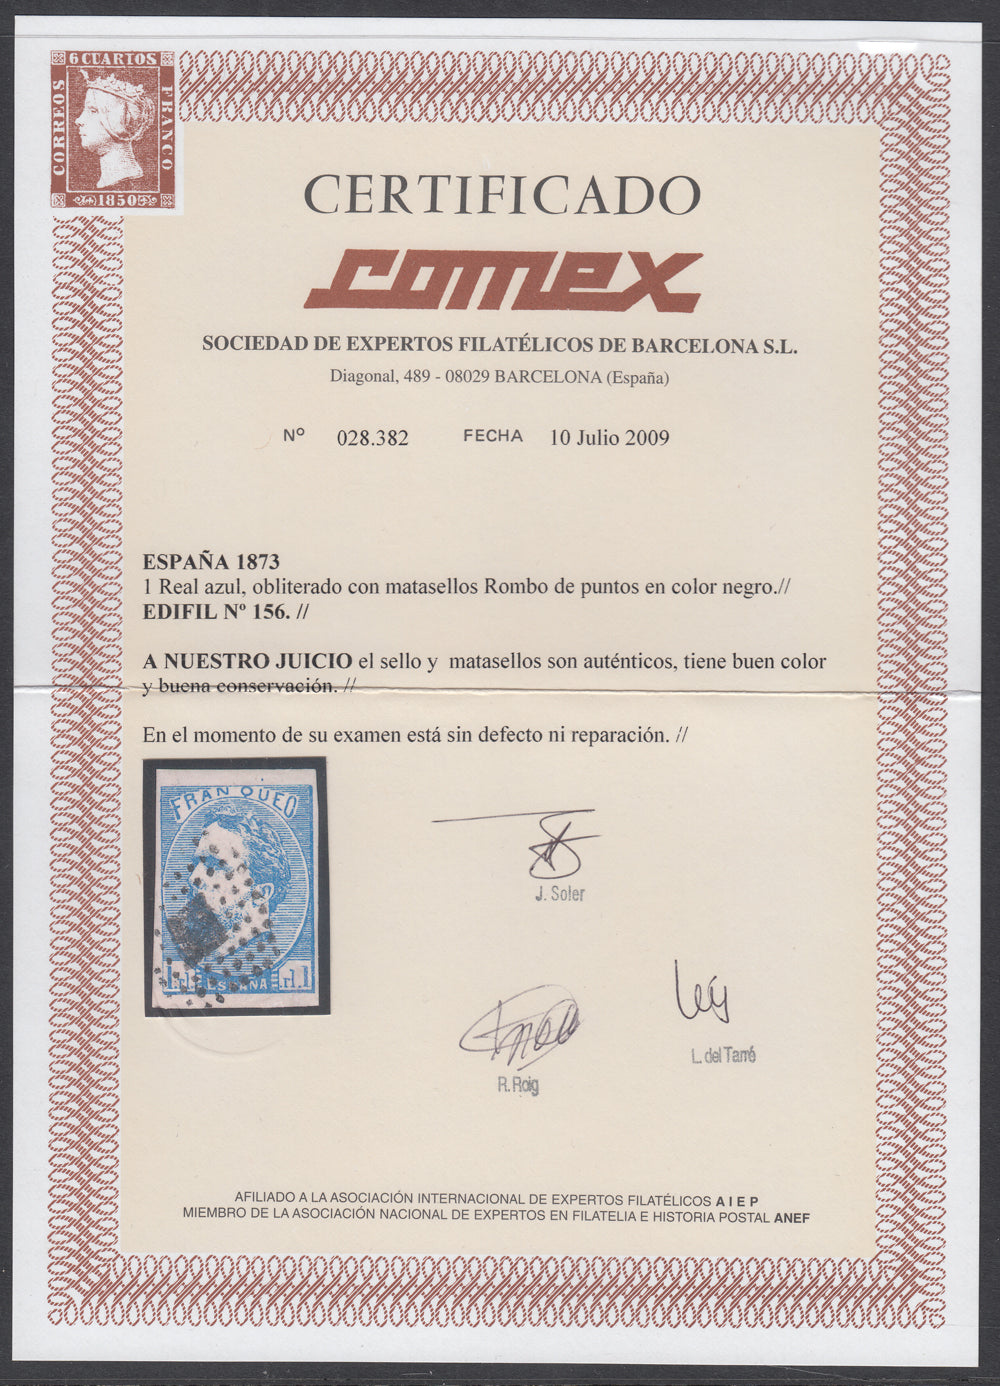 6 CUARTOS
CORREOS
FRANCO
1850
CERTIFICADO
comex
SOCIEDAD DE EXPERTOS FILATÉLICOS DE BARCELONA S.L.
Diagonal, 489 - 08029 BARCELONA (España)
Nº 028.382 FECHA 10 Julio 2009
ESPAÑA 1873
1 Real azul, obliterado con matasellos Rombo de puntos en color negro.//
EDIFIL Nº 156. //
A NUESTRO JUICIO el sello y matasellos son auténticos, tiene buen color
y buena conservación. //
En el momento de su examen está sin defecto ni reparación. //
FRANQUEO
1 rl. ESPAÑA rl. 1
J. Soler
R. Roig
L. del Tarré
AFILIADO A LA ASOCIACIÓN INTERNACIONAL DE EXPERTOS FILATÉLICOS AIEP
MIEMBRO DE LA ASOCIACIÓN NACIONAL DE EXPERTOS EN FILATELIA E HISTORIA POSTAL ANEF